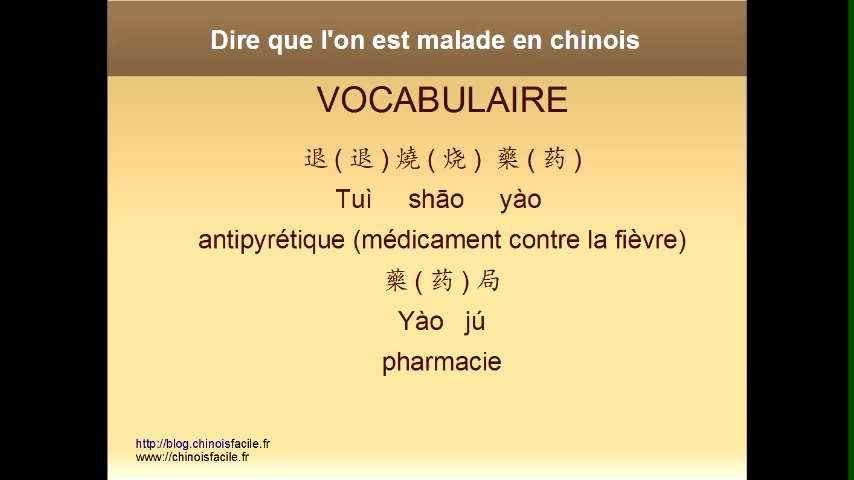 Dire que l'on est malade en chinois
VOCABULAIRE
退 ( 退 ) 燒 ( 烧 ) 藥 ( 药 )
Tuì shāo yào
antipyrétique (médicament contre la fièvre)
藥 ( 药 ) 局
Yào jú
pharmacie
http://blog.chinoisfacile.fr
www://chinoisfacile.fr